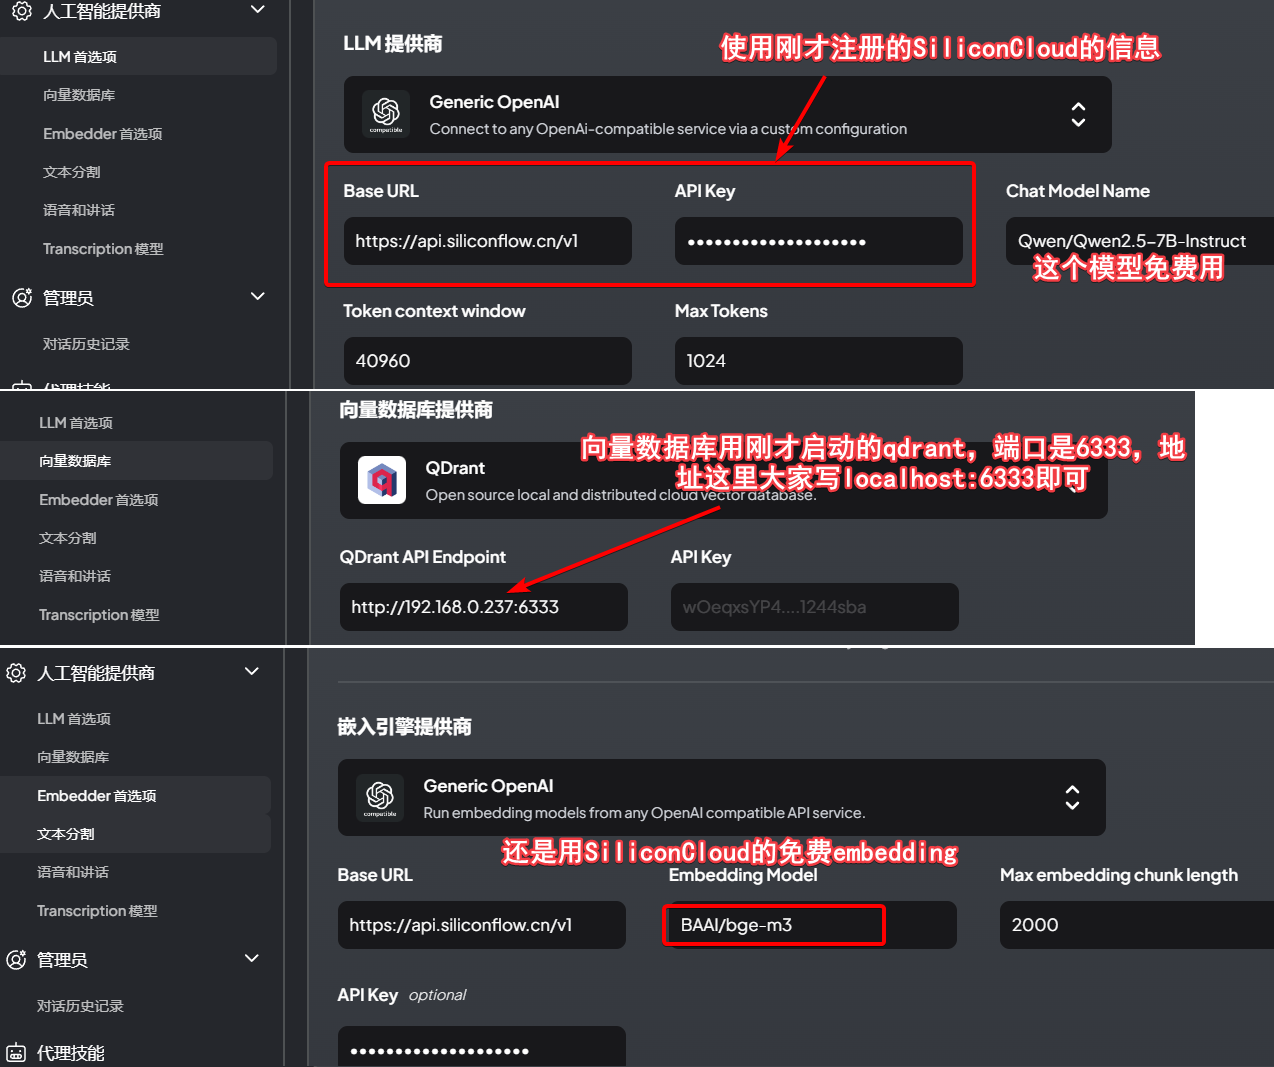 人工智能提供商
LLM 首选项
向量数据库
Embedder 首选项
文本分割
语音和讲话
Transcription 模型
管理员
对话历史记录
代理技能
LLM 提供商
使用刚才注册的SiliconCloud的信息
compatible
Generic OpenAI
Connect to any OpenAi-compatible service via a custom configuration
Base URL
API Key
Chat Model Name
https://api.siliconflow.cn/v1
••••••••••••••••••••
Qwen/Qwen2.5-7B-Instruct
这个模型免费用
Token context window
Max Tokens
40960
1024
LLM 首选项
向量数据库
Embedder 首选项
文本分割
语音和讲话
Transcription 模型
向量数据库提供商
向量数据库用刚才启动的qdrant，端口是6333，地
址这里大家写localhost:6333即可
QDrant
Open source local and distributed cloud vector database.
QDrant API Endpoint
API Key
http://192.168.0.237:6333
wOeqxsYP4....1244sba
人工智能提供商
LLM 首选项
向量数据库
Embedder 首选项
文本分割
语音和讲话
Transcription 模型
管理员
对话历史记录
代理技能
嵌入引擎提供商
compatible
Generic OpenAI
Run embedding models from any OpenAI compatible API service.
还是用SiliconCloud的免费embedding
Base URL
Embedding Model
Max embedding chunk length
https://api.siliconflow.cn/v1
BAAI/bge-m3
2000
API Key optional
••••••••••••••••••••